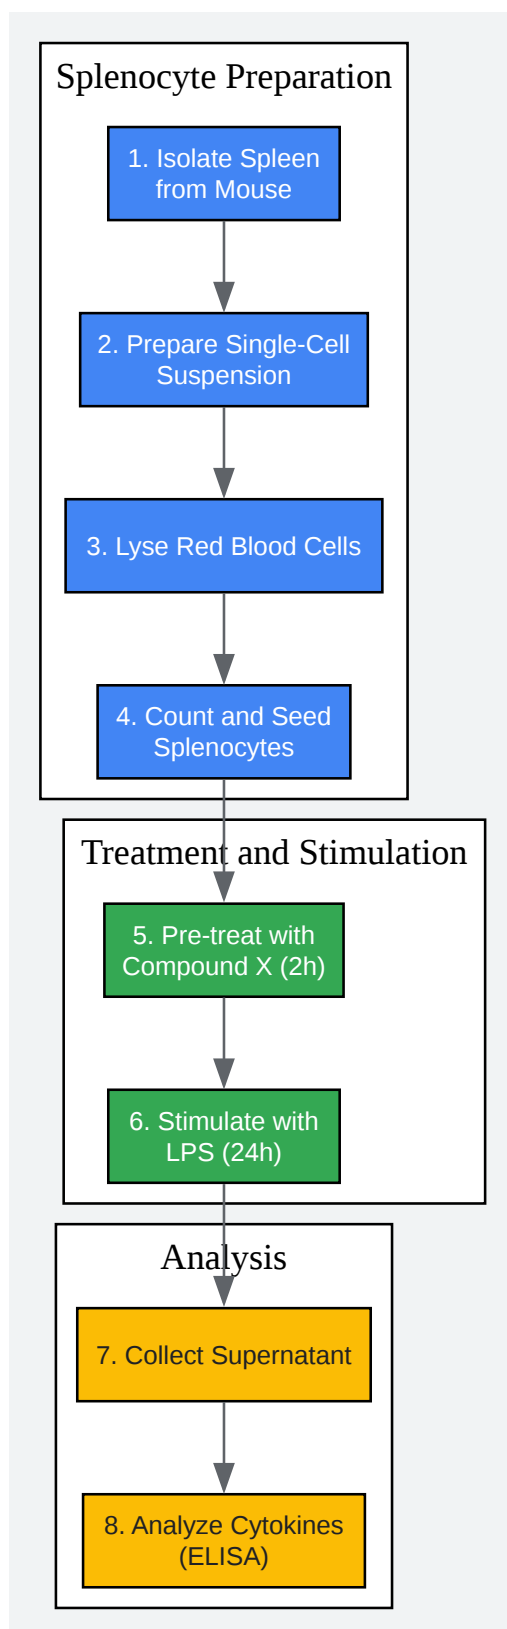 Splenocyte Preparation
1. Isolate Spleen
from Mouse
2. Prepare Single-Cell
Suspension
3. Lyse Red Blood Cells
4. Count and Seed
Splenocytes
Treatment and Stimulation
5. Pre-treat with
Compound X (2h)
6. Stimulate with
LPS (24h)
Analysis
7. Collect Supernatant
8. Analyze Cytokines
(ELISA)